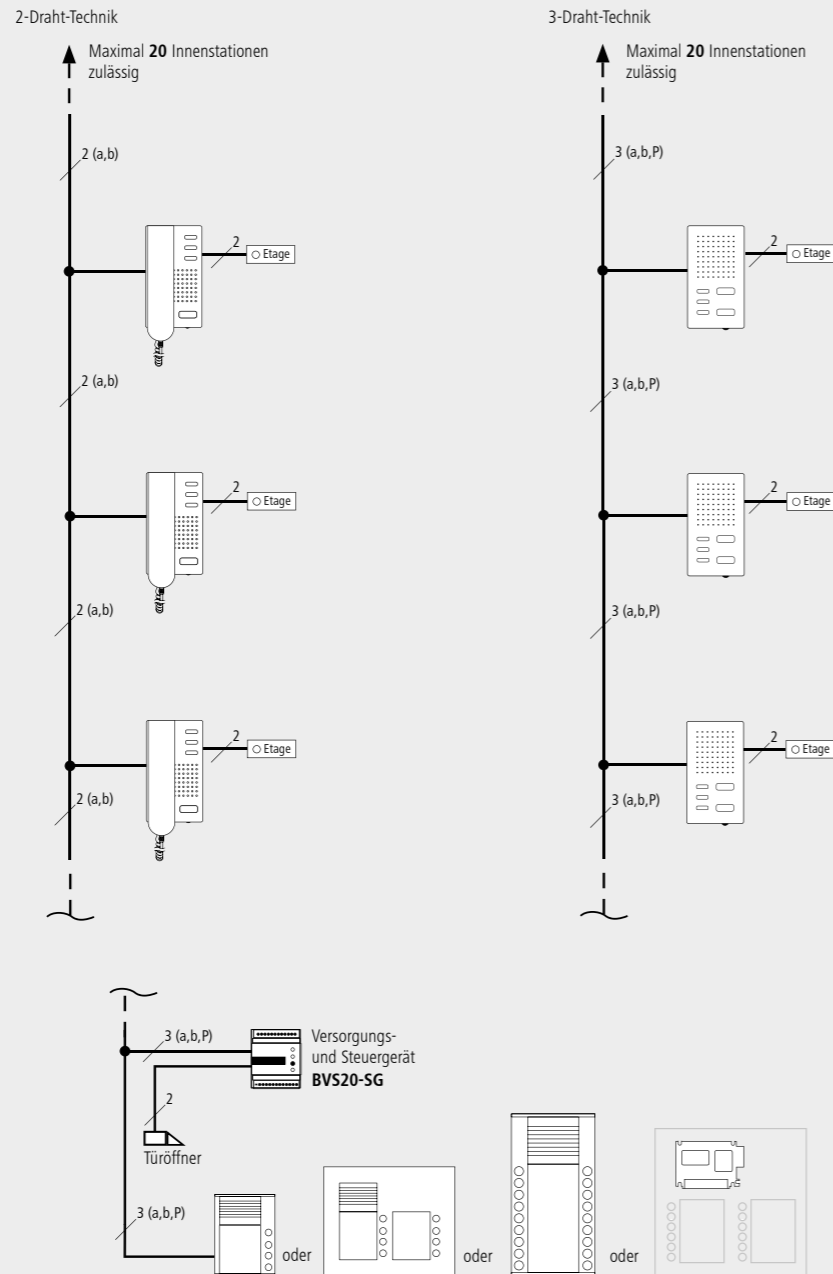 2-Draht-Technik
Maximal 20 Innenstationen
zulässig
2 (a,b)
2
Etage
2 (a,b)
2
Etage
2 (a,b)
2
Etage
2 (a,b)
3-Draht-Technik
Maximal 20 Innenstationen
zulässig
3 (a,b,P)
2
Etage
3 (a,b,P)
2
Etage
3 (a,b,P)
2
Etage
3 (a,b,P)
3 (a,b,P)
Versorgungs-
und Steuergerät
BVS20-SG
2
Türöffner
3 (a,b,P)
oder
oder
oder